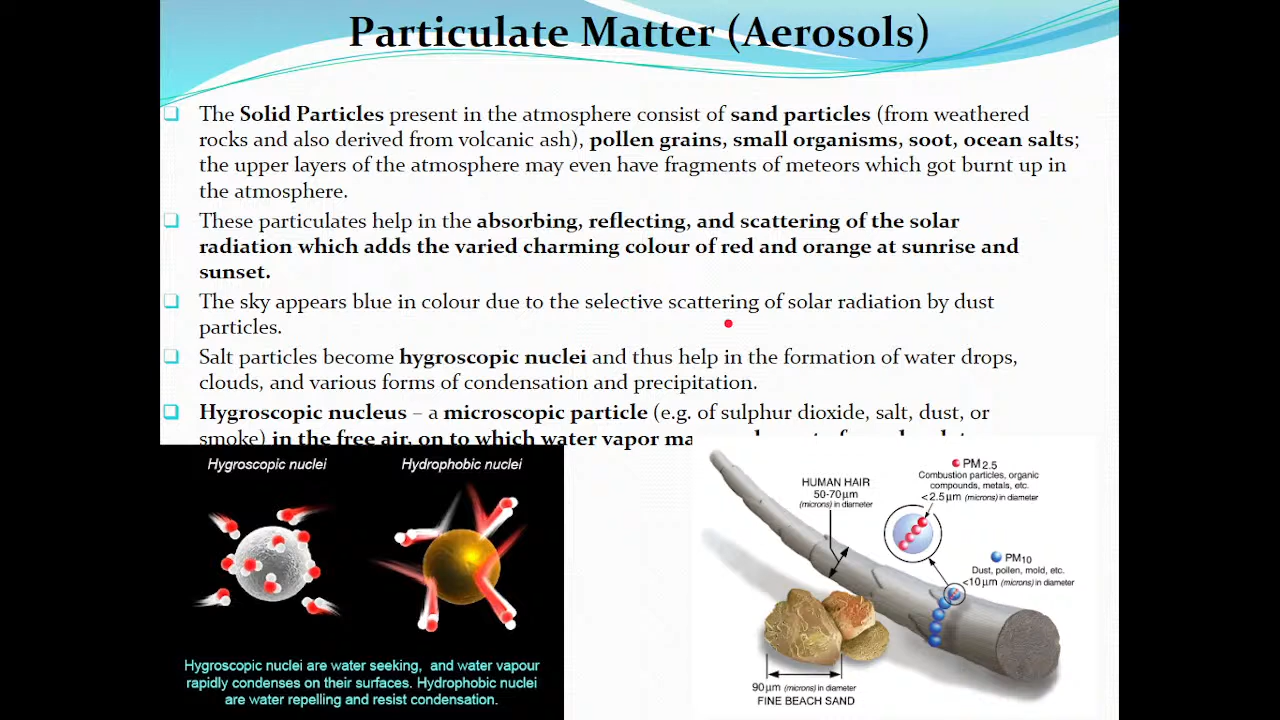 Particulate Matter (Aerosols)
The Solid Particles present in the atmosphere consist of sand particles (from weathered
rocks and also derived from volcanic ash), pollen grains, small organisms, soot, ocean salts;
the upper layers of the atmosphere may even have fragments of meteors which got burnt up in
the atmosphere.
These particulates help in the absorbing, reflecting, and scattering of the solar
radiation which adds the varied charming colour of red and orange at sunrise and
sunset.
The sky appears blue in colour due to the selective scattering of solar radiation by dust
particles.
Salt particles become hygroscopic nuclei and thus help in the formation of water drops,
clouds, and various forms of condensation and precipitation.
Hygroscopic nucleus – a microscopic particle (e.g. of sulphur dioxide, salt, dust, or
smoke) in the free air, on to which water vapor
Hygroscopic nuclei
Hydrophobic nuclei
Hygroscopic nuclei are water seeking, and water vapour
rapidly condenses on their surfaces. Hydrophobic nuclei
are water repelling and resist condensation.
HUMAN HAIR
50-70μm
(microns) in diameter
PM2.5
Combustion particles, organic
compounds, metals, etc.
<2.5μm (microns) in diameter
PM10
Dust, pollen, mold, etc.
<10μm (microns) in diameter
90μm (microns) in diameter
FINE BEACH SAND